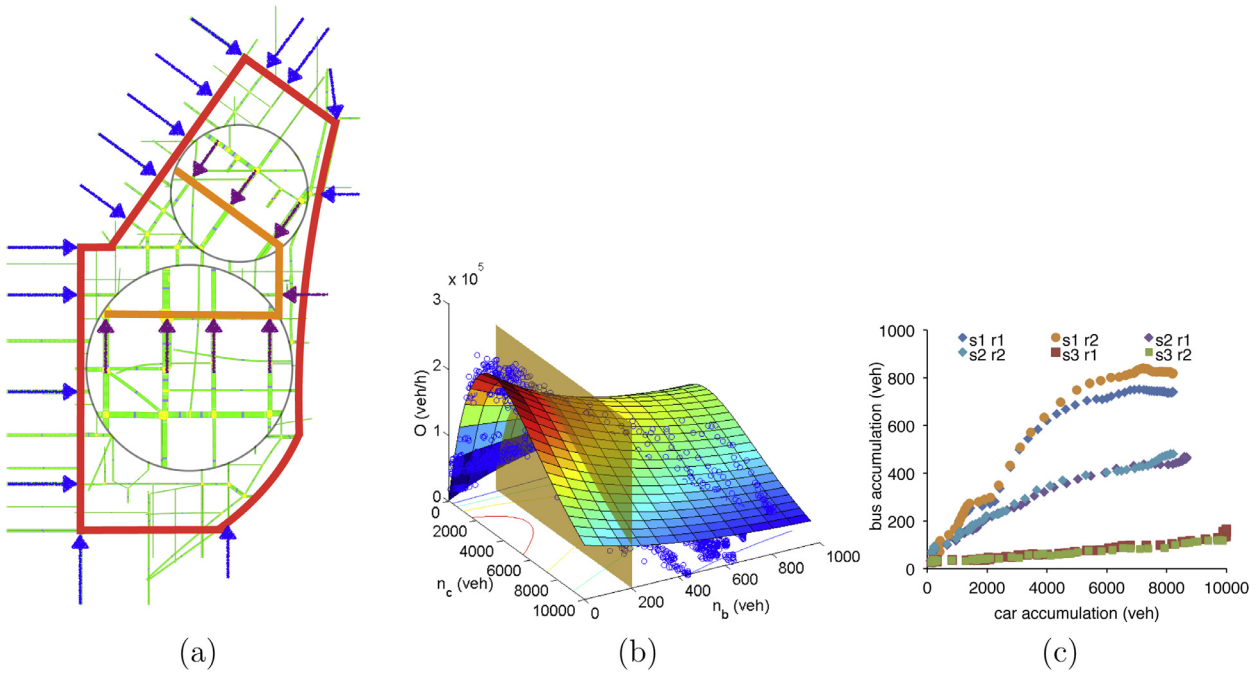 x 10^5
3
2
1
0
O (veh/h)
0
2000
4000
6000
8000
10000
n_c (veh)
0
200
400
600
800
1000
n_b (veh)
1000
800
600
400
200
0
bus accumulation (veh)
s1 r1 s1 r2 s2 r1
s2 r2 s3 r1 s3 r2
0 2000 4000 6000 8000 10000
car accumulation (veh)
(a) (b) (c)